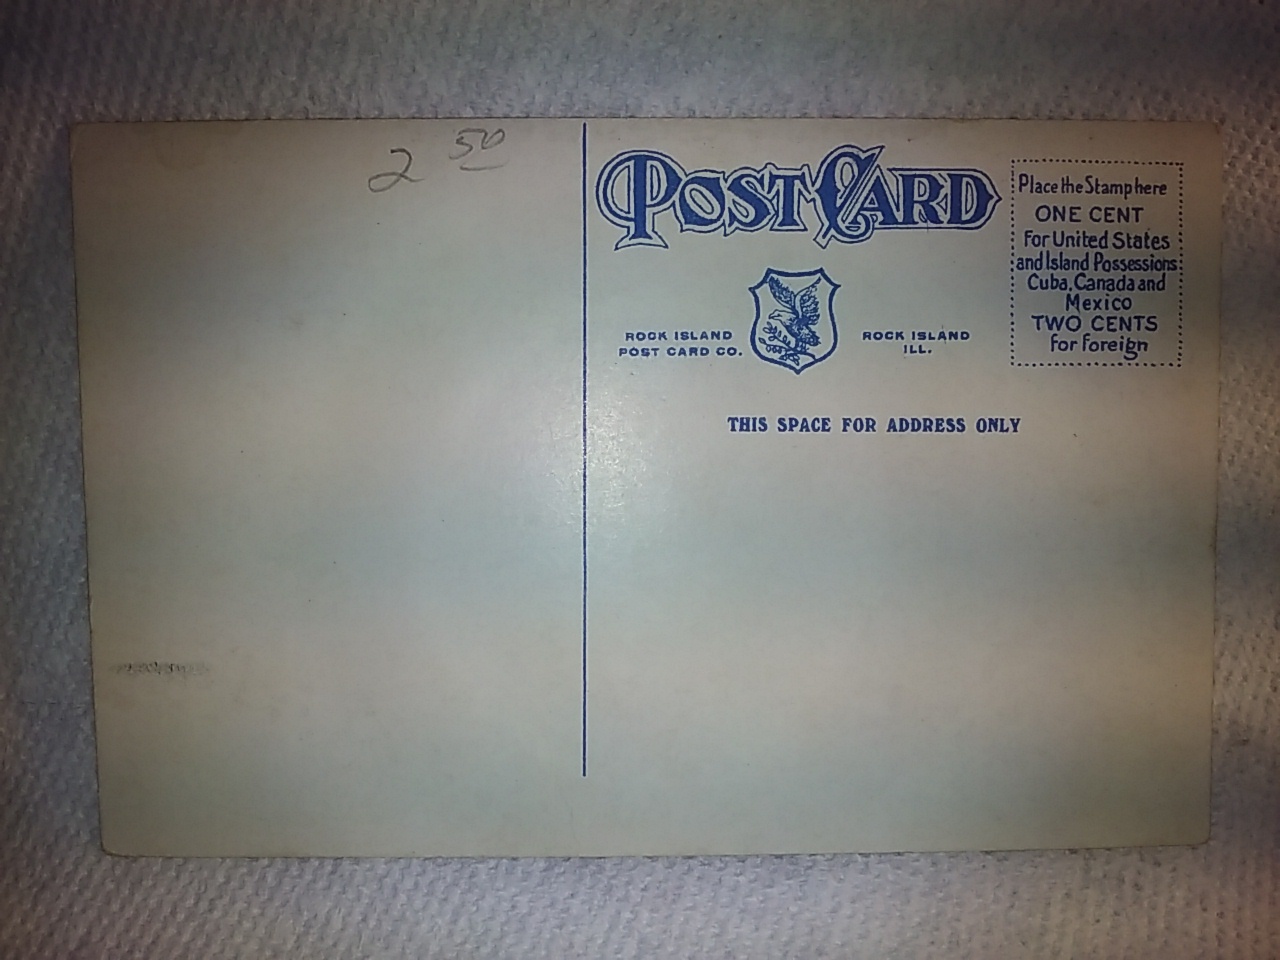 2 50
POST CARD
Place the Stamp here
ONE CENT
for United States
and Island Possessions
Cuba, Canada and
Mexico
TWO CENTS
for Foreign
ROCK ISLAND
POST CARD CO.
ROCK ISLAND
ILL.
THIS SPACE FOR ADDRESS ONLY